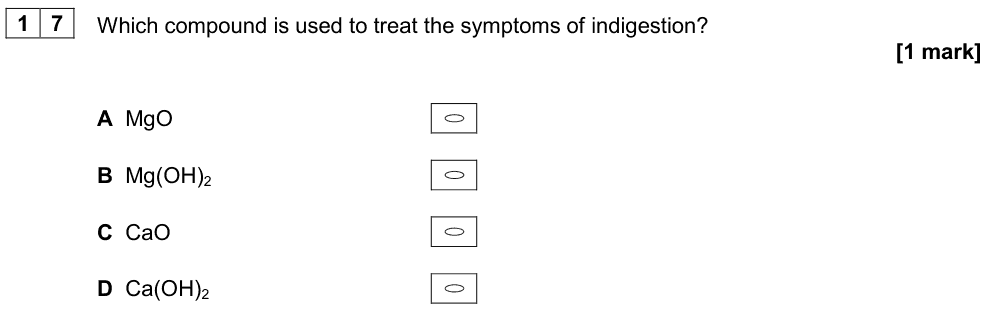 1 7 Which compound is used to treat the symptoms of indigestion?
[1 mark]
A MgO
B Mg(OH)₂
C CaO
D Ca(OH)₂